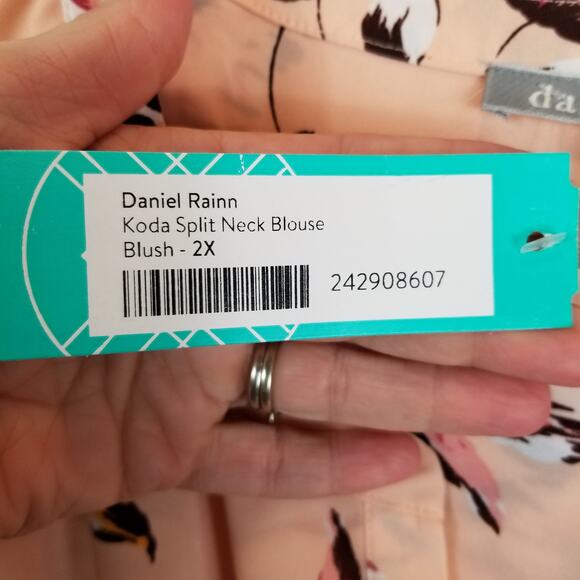 da
Daniel Rainn
Koda Split Neck Blouse
Blush - 2X
242908607